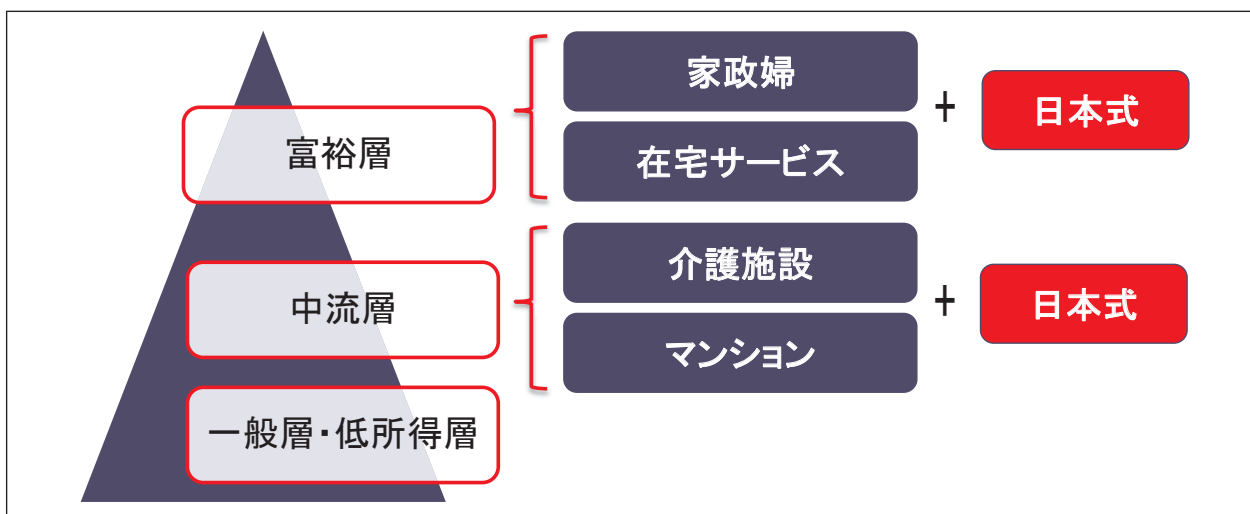 富裕層
家政婦
在宅サービス
+
日本式
中流層
介護施設
マンション
+
日本式
一般層・低所得層